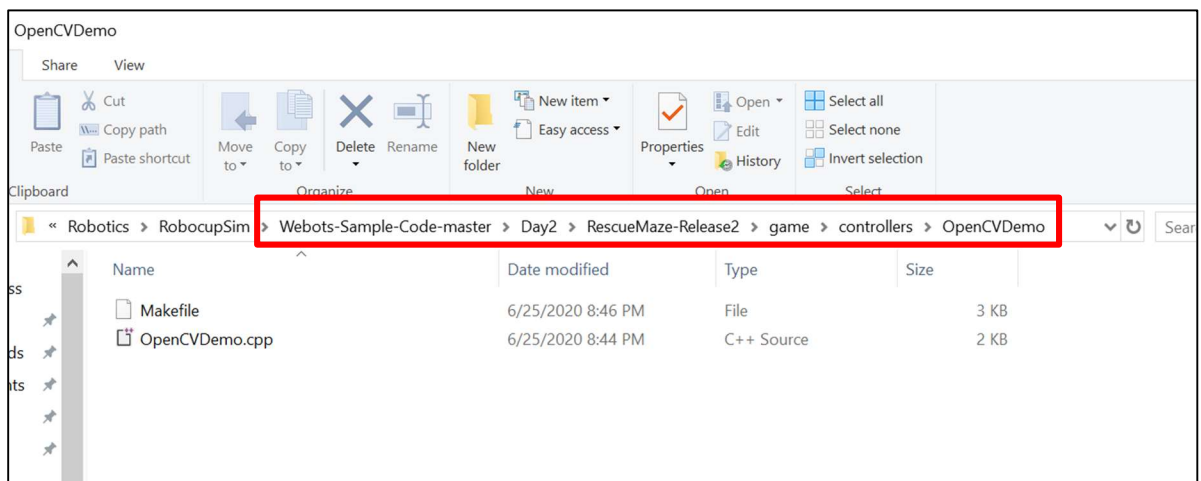 OpenCVDemo
Share View
Paste
Cut
Copy path
Paste shortcut
Move to
Copy to
Delete
Rename
New folder
New item
Easy access
Properties
Open
Edit
History
Select all
Select none
Invert selection
Clipboard Organize New Open Select
« Robotics > RobocupSim > Webots-Sample-Code-master > Day2 > RescueMaze-Release2 > game > controllers > OpenCVDemo
Name Date modified Type Size
Makefile 6/25/2020 8:46 PM File 3 KB
OpenCVDemo.cpp 6/25/2020 8:44 PM C++ Source 2 KB